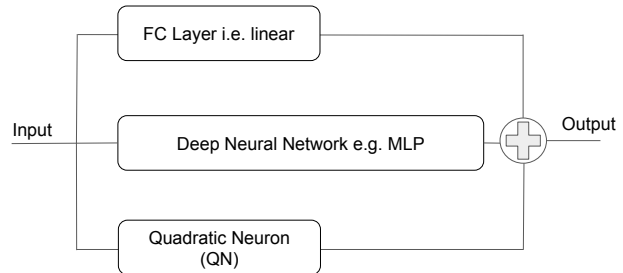 FC Layer i.e. linear
Input
Deep Neural Network e.g. MLP
Output
Quadratic Neuron
(QN)